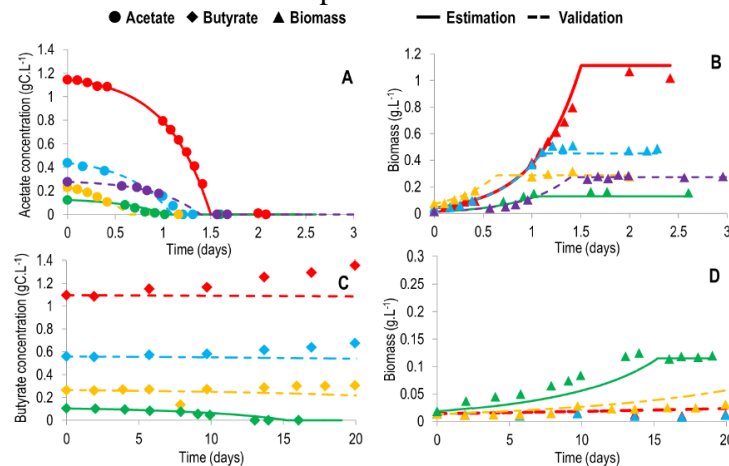 Acetate Butyrate Biomass Estimation Validation
Acetate concentration (gC.L-1)
1.4
1.2
1
0.8
0.6
0.4
0.2
0
A
0 0.5 1 1.5 2 2.5 3
Time (days)
Biomass (g.L-1)
1.2
1
0.8
0.6
0.4
0.2
0
B
0 0.5 1 1.5 2 2.5 3
Time (days)
Butyrate concentration (gC.L-1)
1.4
1.2
1
0.8
0.6
0.4
0.2
0
C
0 5 10 15 20
Time (days)
Biomass (g.L-1)
0.3
0.25
0.2
0.15
0.1
0.05
0
D
0 5 10 15 20
Time (days)